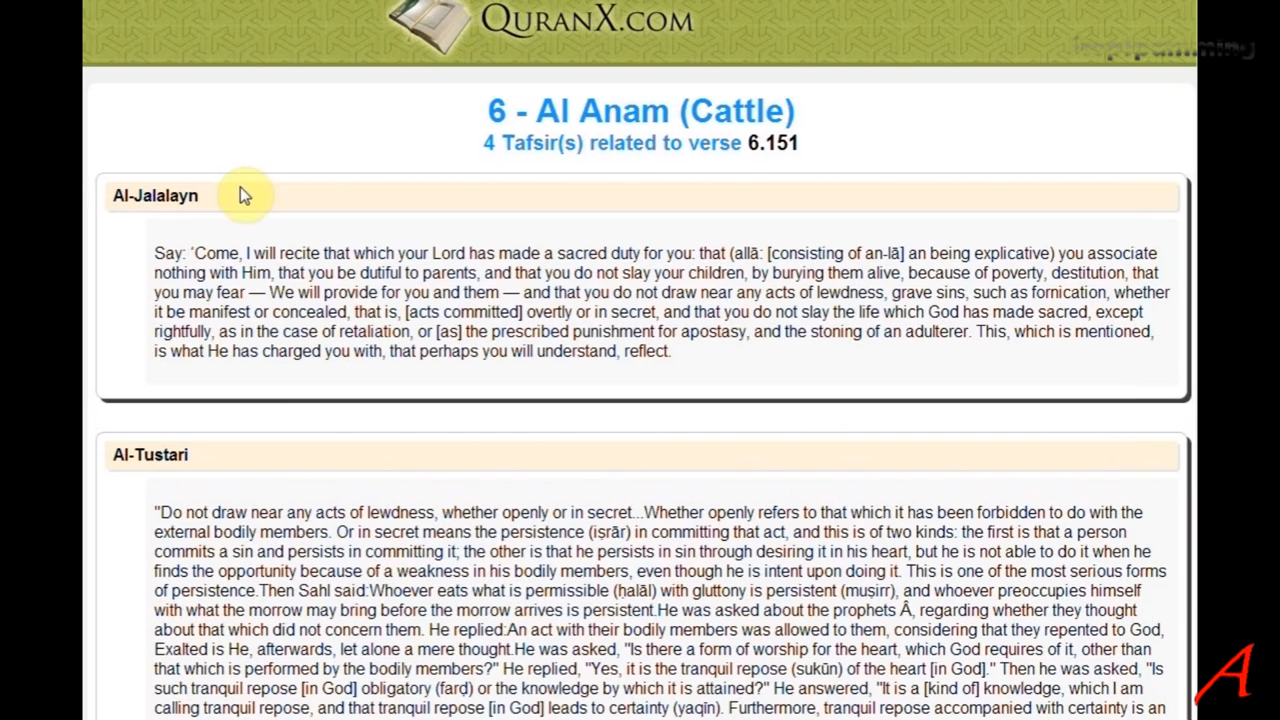 QURANX.COM
6 - Al Anam (Cattle)
4 Tafsir(s) related to verse 6.151
Al-Jalalayn
Say: ‘Come, I will recite that which your Lord has made a sacred duty for you: that (allā: [consisting of an-lā] an being explicative) you associate
nothing with Him, that you be dutiful to parents, and that you do not slay your children, by burying them alive, because of poverty, destitution, that
you may fear — We will provide for you and them — and that you do not draw near any acts of lewdness, grave sins, such as fornication, whether
it be manifest or concealed, that is, [acts committed] overtly or in secret, and that you do not slay the life which God has made sacred, except
rightfully, as in the case of retaliation, or [as] the prescribed punishment for apostasy, and the stoning of an adulterer. This, which is mentioned,
is what He has charged you with, that perhaps you will understand, reflect.
Al-Tustari
"Do not draw near any acts of lewdness, whether openly or in secret...Whether openly refers to that which it has been forbidden to do with the
external bodily members. Or in secret means the persistence (iṣrār) in committing that act, and this is of two kinds: the first is that a person
commits a sin and persists in committing it; the other is that he persists in sin through desiring it in his heart, but he is not able to do it when he
finds the opportunity because of a weakness in his bodily members, even though he is intent upon doing it. This is one of the most serious forms
of persistence.Then Sahl said:Whoever eats what is permissible (ḥalāl) with gluttony is persistent (muṣirr), and whoever preoccupies himself
with what the morrow may bring before the morrow arrives is persistent.He was asked about the prophets Â, regarding whether they thought
about that which did not concern them. He replied:An act with their bodily members was allowed to them, considering that they repented to God,
Exalted is He, afterwards, let alone a mere thought.He was asked, "Is there a form of worship for the heart, which God requires of it, other than
that which is performed by the bodily members?" He replied, "Yes, it is the tranquil repose (sukūn) of the heart [in God]." Then he was asked, "Is
such tranquil repose [in God] obligatory (farḍ) or the knowledge by which it is attained?" He answered, "It is a [kind of] knowledge, which I am
calling tranquil repose, and that tranquil repose [in God] leads to certainty (yaqīn). Furthermore, tranquil repose accompanied with certainty is an
A